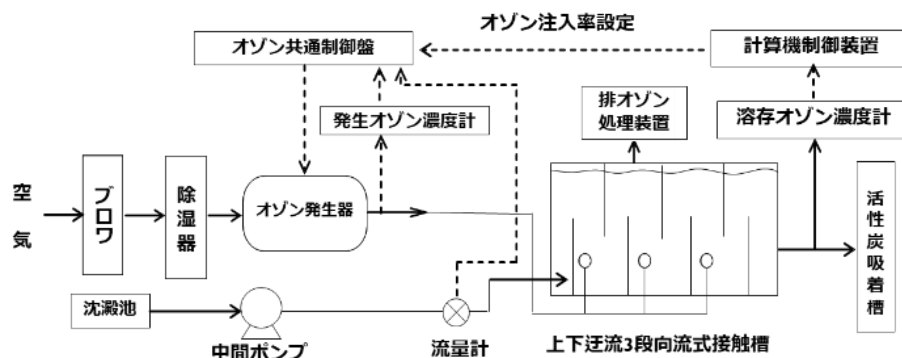 オゾン注入率設定
オゾン共通制御盤
計算機制御装置
発生オゾン濃度計
排オゾン
処理装置
溶存オゾン濃度計
空気
ブロワ
除湿器
オゾン発生器
活性炭吸着槽
沈澱池
中間ポンプ
流量計
上下迂流3段向流式接触槽